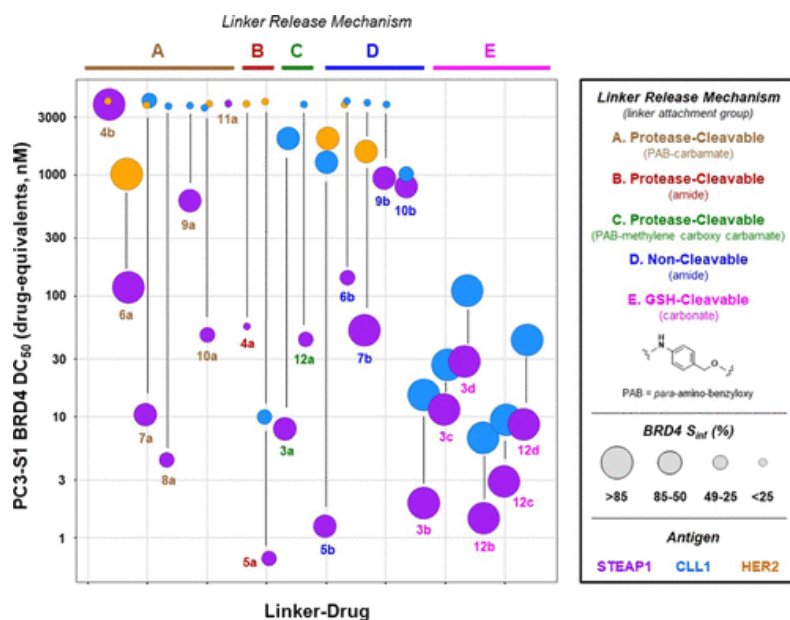 Linker Release Mechanism
A B C D E
PC3-S1 BRD4 DC50 (drug-equivalents, nM)
3000
1000
300
100
30
10
3
1
4b
11a
9a
9b
10b
6a
6b
10a
4a
12a
7b
3d
7a
3a
3c
12d
8a
12c
3b
12b
5b
5a
Linker-Drug
Linker Release Mechanism
(linker attachment group)
A. Protease-Cleavable
(PAB-carbamate)
B. Protease-Cleavable
(amide)
C. Protease-Cleavable
(PAB-methylene carboxy carbamate)
D. Non-Cleavable
(amide)
E. GSH-Cleavable
(carbonate)
H
N
O
PAB = para-amino-benzyloxy
BRD4 Sinf (%)
>85 85-50 49-25 <25
Antigen
STEAP1 CLL1 HER2